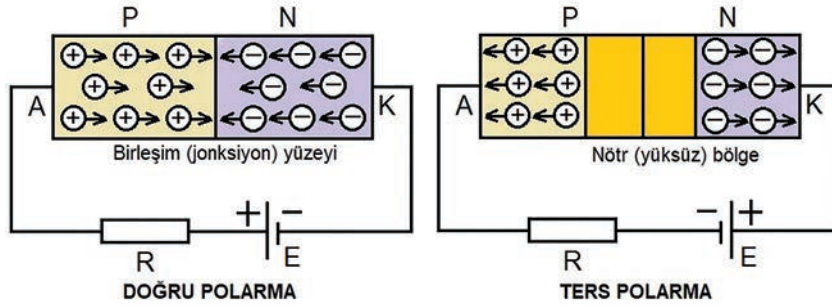 P N
A K
Birleşim (jonksiyon) yüzeyi
+ −
R E
DOĞRU POLARMA
P N
A K
Nötr (yüksüz) bölge
− +
R E
TERS POLARMA